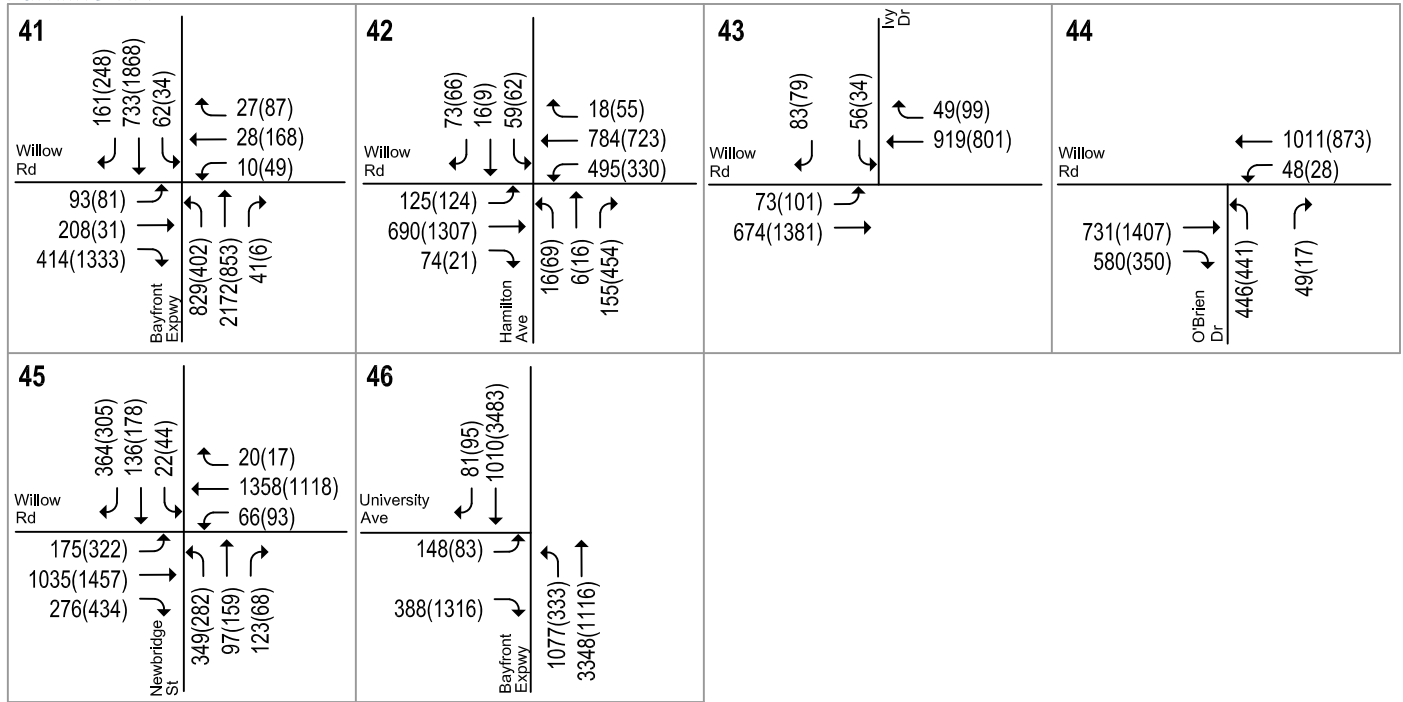 41
161(248)
733(1868)
62(34)
27(87)
28(168)
10(49)
Willow
Rd
93(81)
208(31)
414(1333)
Bayfront
Expwy
829(402)
2172(853)
41(6)
42
73(66)
16(9)
59(62)
18(55)
784(723)
495(330)
Willow
Rd
125(124)
690(1307)
74(21)
Hamilton
Ave
16(69)
6(16)
155(454)
43
Ivy
Dr
83(79)
56(34)
49(99)
919(801)
Willow
Rd
73(101)
674(1381)
44
1011(873)
48(28)
Willow
Rd
731(1407)
580(350)
O'Brien
Dr
446(441)
49(17)
45
364(305)
136(178)
22(44)
20(17)
1358(1118)
66(93)
Willow
Rd
175(322)
1035(1457)
276(434)
Newbridge
St
349(282)
97(159)
123(68)
46
81(95)
1010(3483)
University
Ave
148(83)
388(1316)
Bayfront
Expwy
1077(333)
3348(1116)